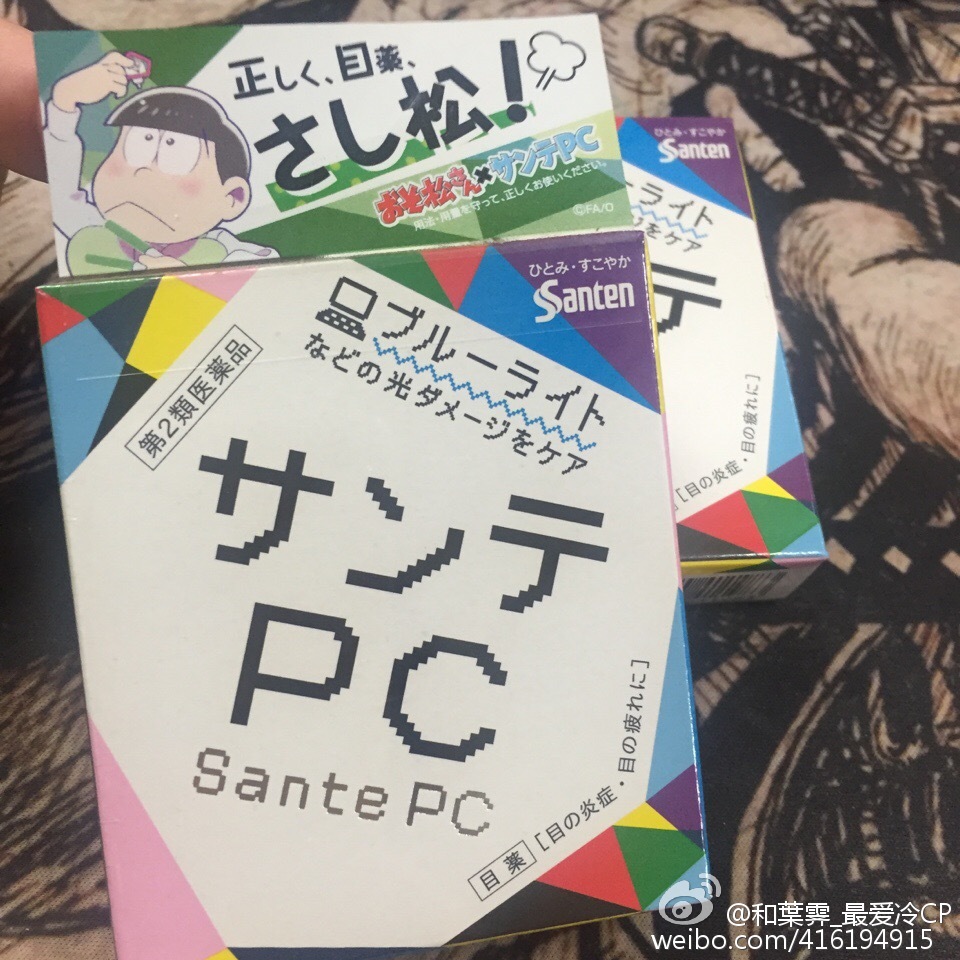 正しく、目薬、
さし松!
おそ松さん×サンテPC
用法・用量を守って、正しくお使いください。
©FA/O
ひとみ・すこやか
Santen
ーライト
ジをケア
テ
[目の炎症・目の疲れに]
ひとみ・すこやか
Santen
ブルーライト
などの光ダメージをケア
第2類医薬品
サンテ
PC
Sante PC
目薬 [目の炎症・目の疲れに]
@和葉霁_最爱冷CP
weibo.com/416194915